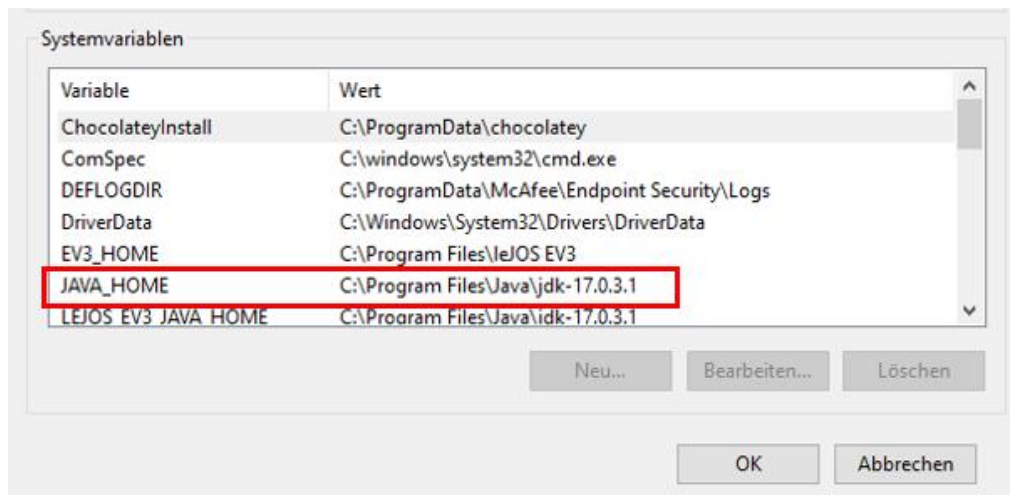 Systemvariablen
Variable Wert
ChocolateyInstall C:\ProgramData\chocolatey
ComSpec C:\windows\system32\cmd.exe
DEFLOGDIR C:\ProgramData\McAfee\Endpoint Security\Logs
DriverData C:\Windows\System32\Drivers\DriverData
EV3_HOME C:\Program Files\leJOS EV3
JAVA_HOME C:\Program Files\Java\jdk-17.0.3.1
LEJOS_EV3_JAVA_HOME C:\Program Files\Java\jdk-17.0.3.1
Neu... Bearbeiten... Löschen
OK Abbrechen